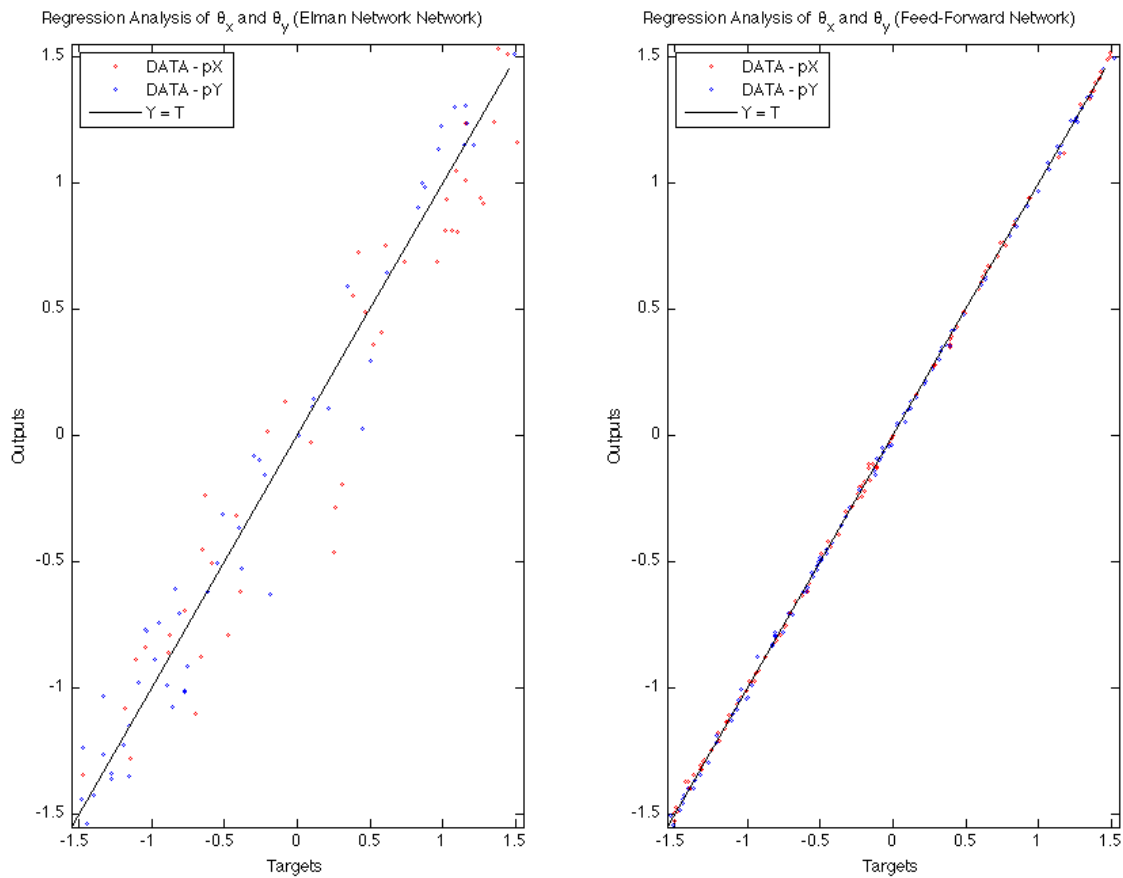 Regression Analysis of θx and θy (Elman Network Network)
1.5
1
0.5
0
-0.5
-1
-1.5
Outputs
DATA - pX
DATA - pY
Y = T
-1.5 -1 -0.5 0 0.5 1 1.5
Targets
Regression Analysis of θx and θy (Feed-Forward Network)
1.5
1
0.5
0
-0.5
-1
-1.5
Outputs
DATA - pX
DATA - pY
Y = T
-1.5 -1 -0.5 0 0.5 1 1.5
Targets